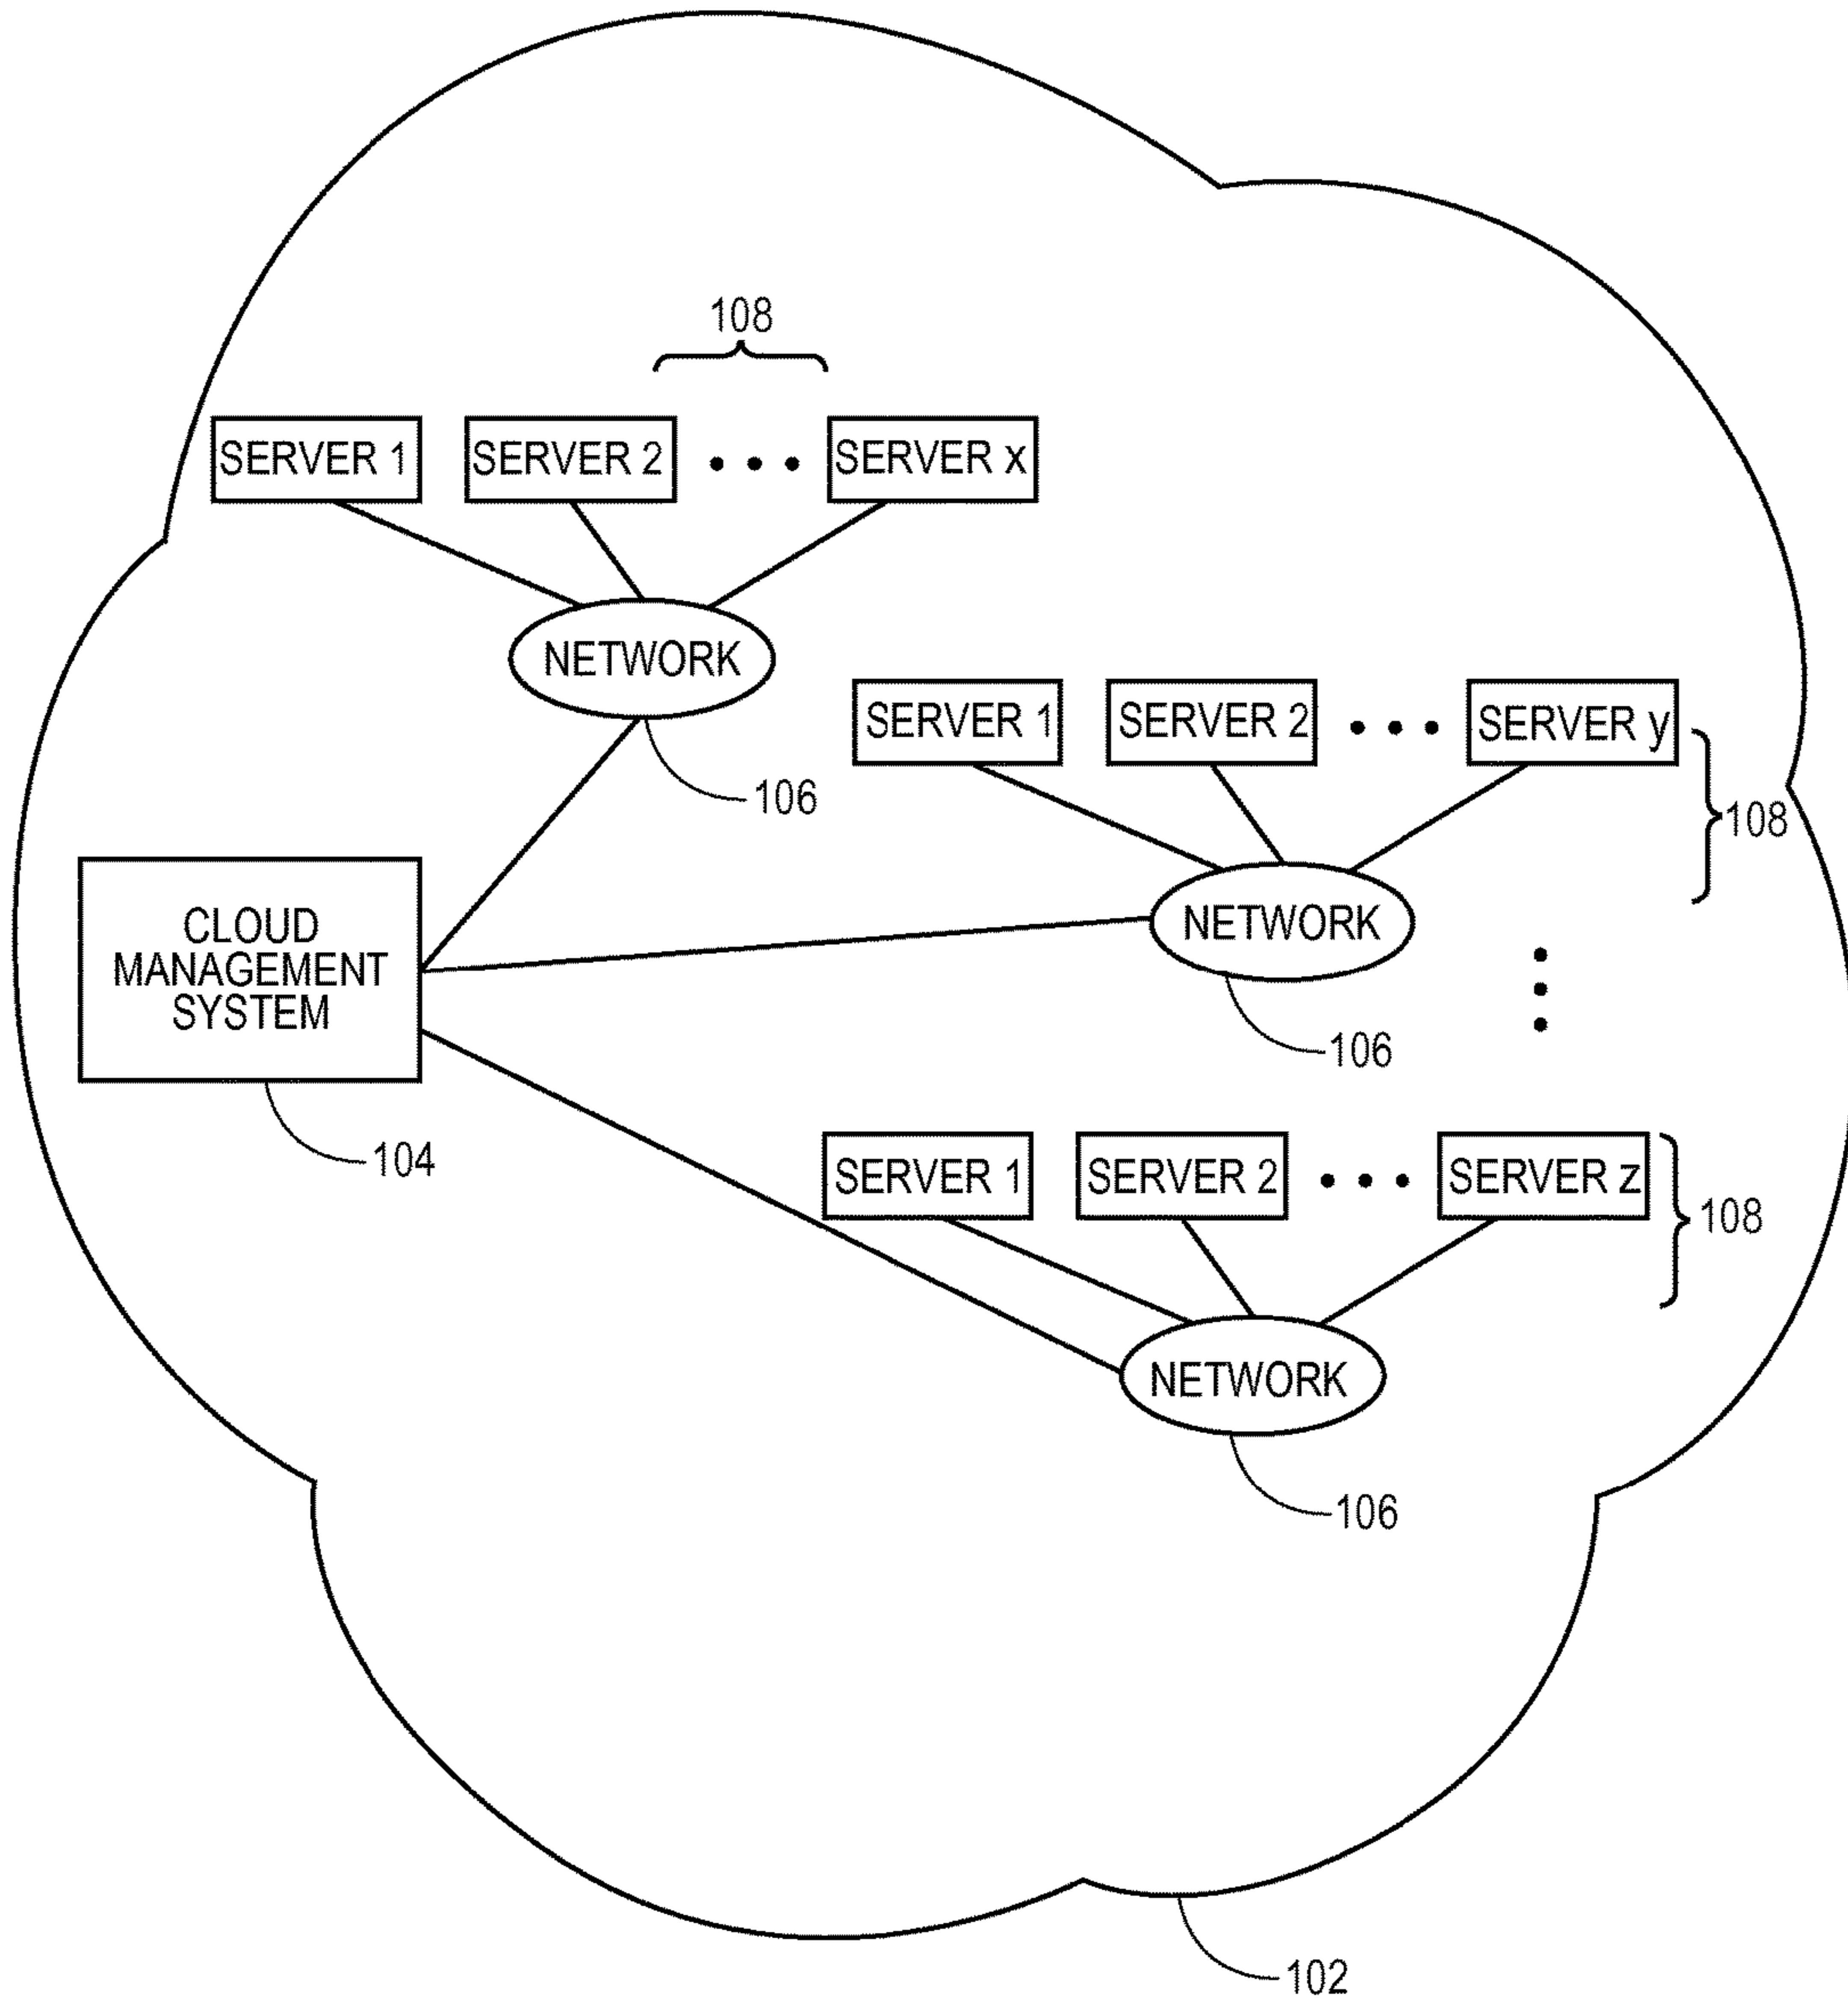 108
SERVER 1
SERVER 2
SERVER x
NETWORK
106
SERVER 1
SERVER 2
SERVER y
108
NETWORK
106
CLOUD
MANAGEMENT
SYSTEM
104
SERVER 1
SERVER 2
SERVER z
108
NETWORK
106
102